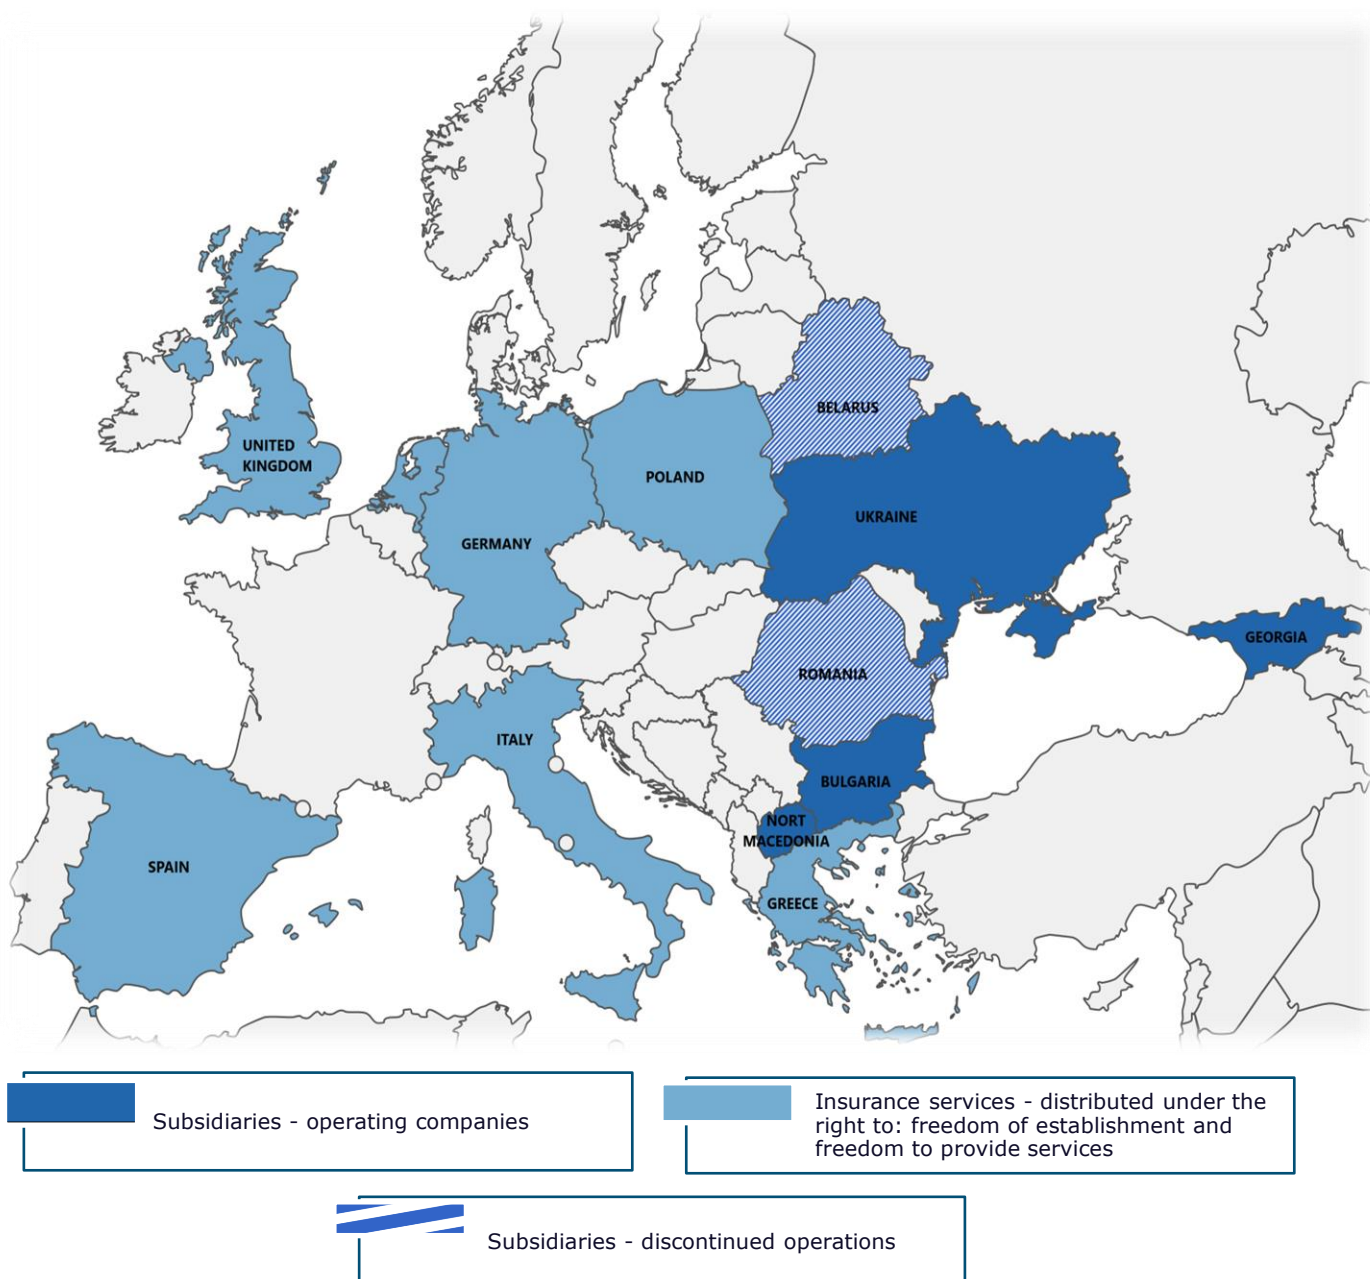 BELARUS
UNITED
KINGDOM
POLAND
UKRAINE
GERMANY
GEORGIA
ROMANIA
ITALY
BULGARIA
NORT
MACEDONIA
SPAIN
GREECE
Subsidiaries - operating companies
Insurance services - distributed under the
right to: freedom of establishment and
freedom to provide services
Subsidiaries - discontinued operations